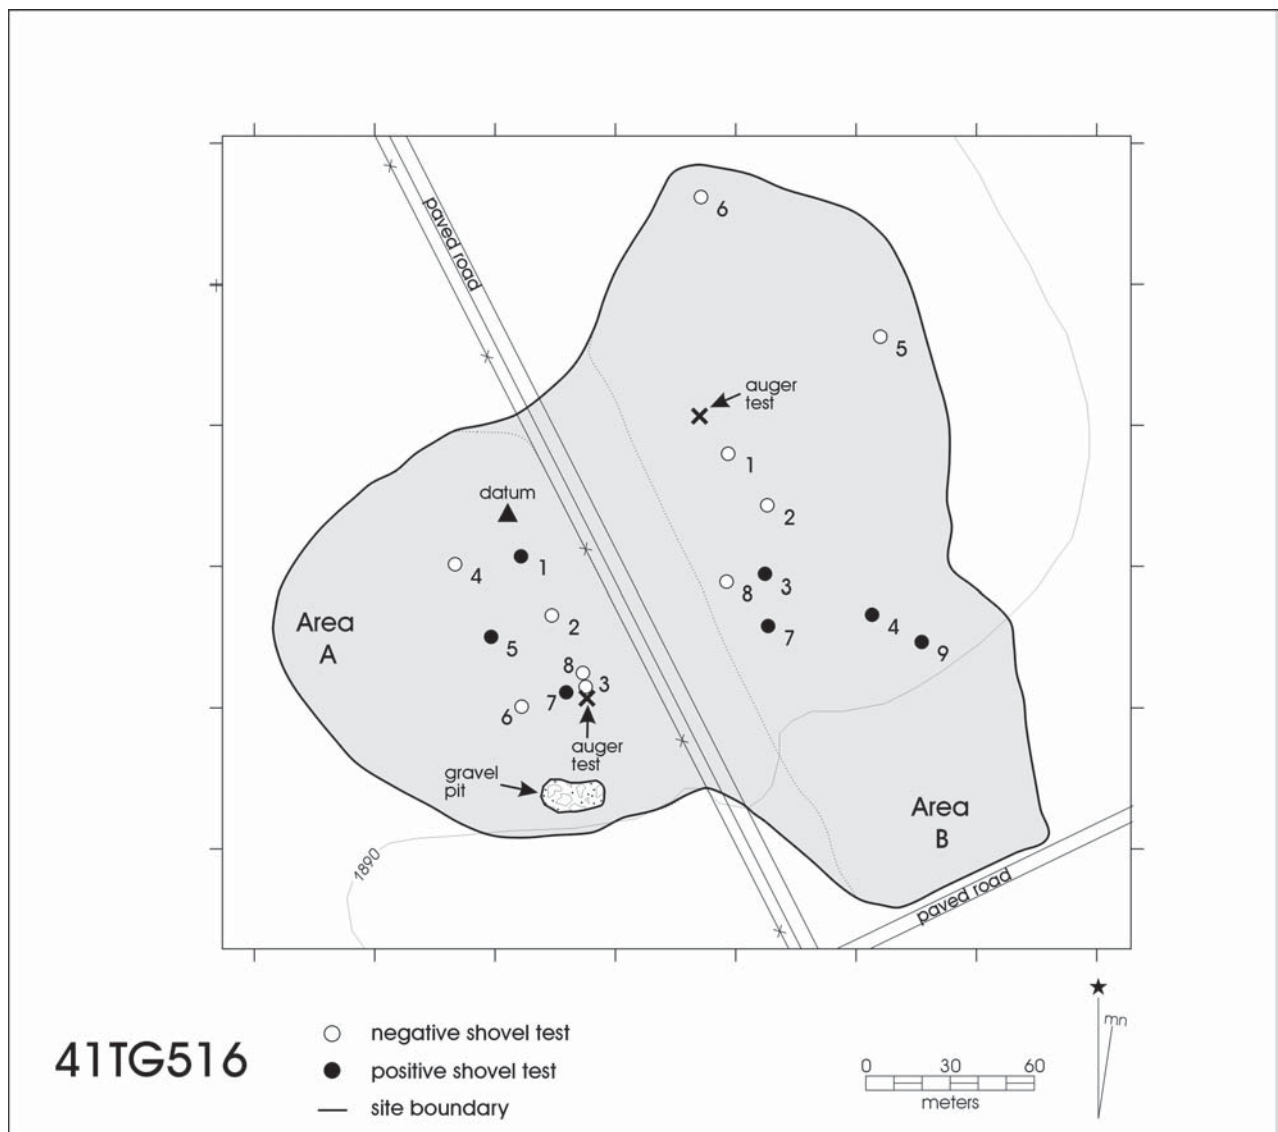 6
paved road
5
auger
test
1
datum
2
1
4
8
3
Area
A
2
7
4
5
9
8
3
7
6
auger
test
gravel
pit
Area
B
1890
paved road
mn
41TG516
negative shovel test
positive shovel test
site boundary
0 30 60
meters